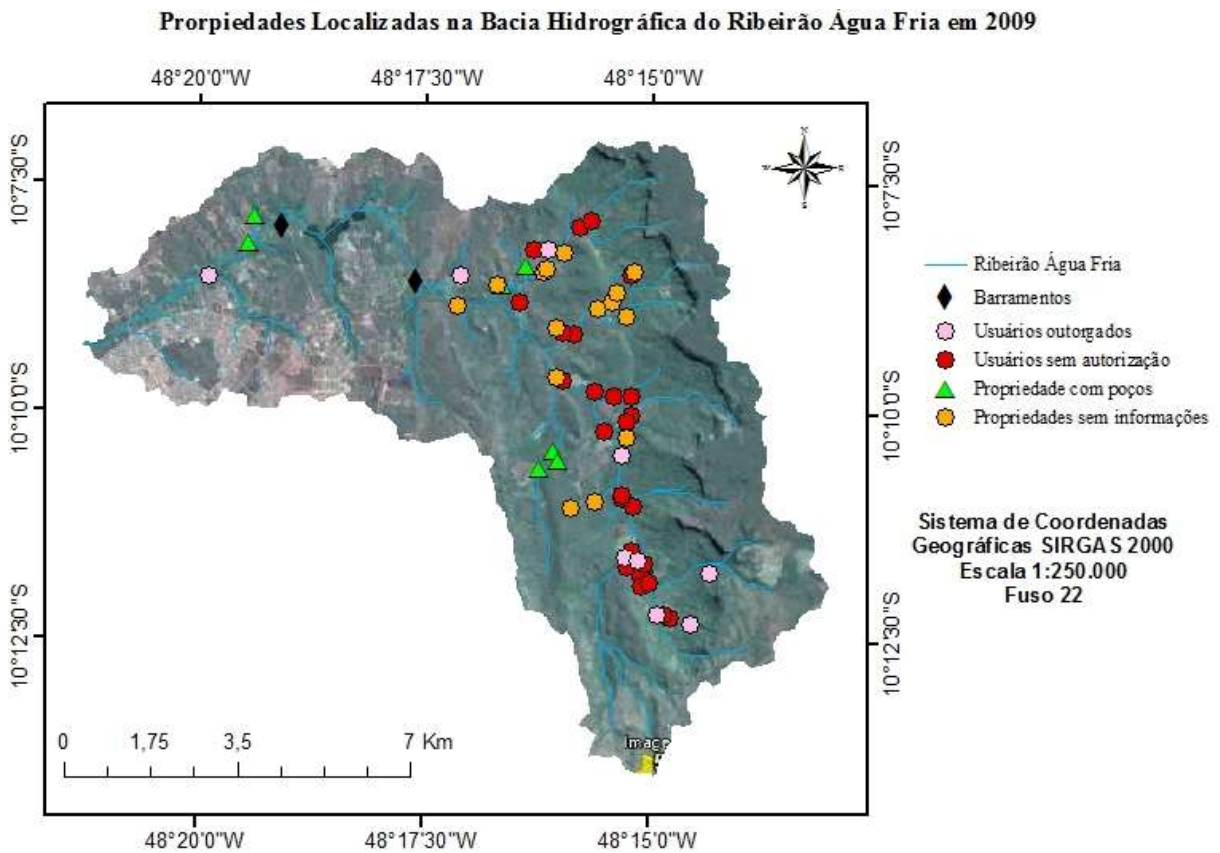 Prorpiedades Localizadas na Bacia Hidrográfica do Ribeirão Água Fria em 2009
48°20'0"W 48°17'30"W 48°15'0"W
10°7'30"S
10°10'0"S
10°12'30"S
N
W
E
S
10°7'30"S
10°10'0"S
10°12'30"S
Ribeirão Água Fria
Barramentos
Usuários outorgados
Usuários sem autorização
Propriedade com poços
Propriedades sem informações
Sistema de Coordenadas
Geográficas SIRGAS 2000
Escala 1:250.000
Fuso 22
Image
0 1,75 3,5 7 Km
48°20'0"W 48°17'30"W 48°15'0"W